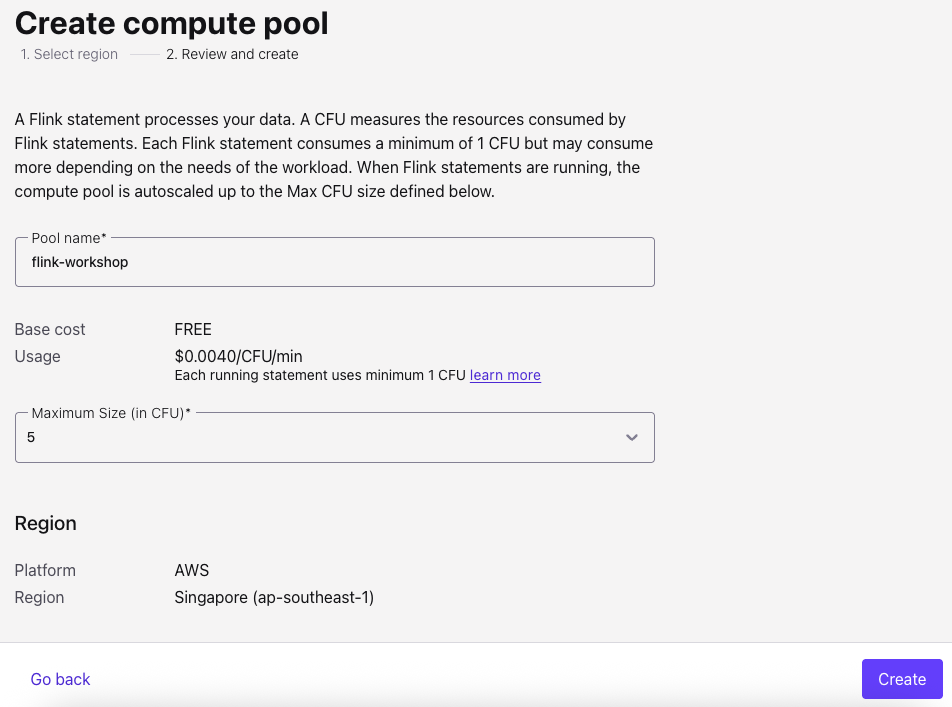 Create compute pool
1. Select region 2. Review and create
A Flink statement processes your data. A CFU measures the resources consumed by
Flink statements. Each Flink statement consumes a minimum of 1 CFU but may consume
more depending on the needs of the workload. When Flink statements are running, the
compute pool is autoscaled up to the Max CFU size defined below.
Pool name*
flink-workshop
Base cost FREE
Usage $0.0040/CFU/min
Each running statement uses minimum 1 CFU learn more
Maximum Size (in CFU)*
5
Region
Platform AWS
Region Singapore (ap-southeast-1)
Go back Create